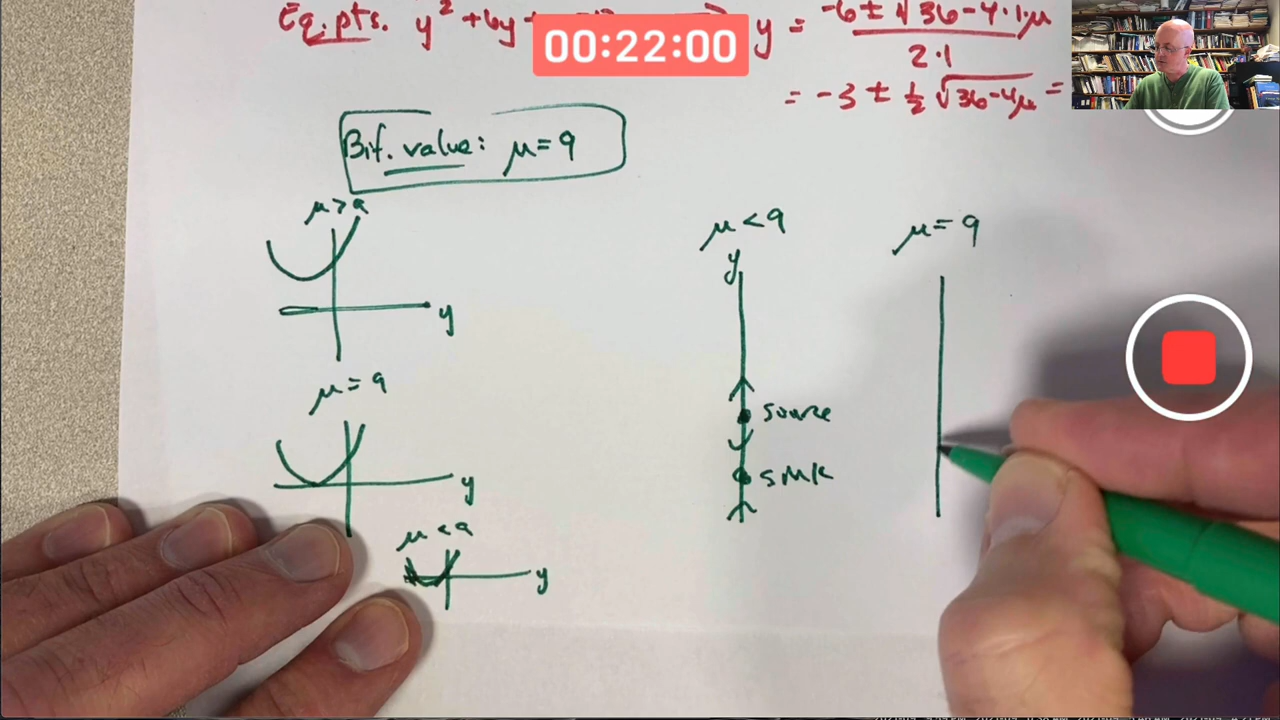 Eq. pts. y² + 6y + y = -6 ± √36-4·1·μ
2·1
= -3 ± 1/2 √36-4μ =
00:22:00
Bif. value: μ = 9
μ > 9
y
μ = 9
y
μ < 9
y
μ < 9
y
source
sink
μ = 9